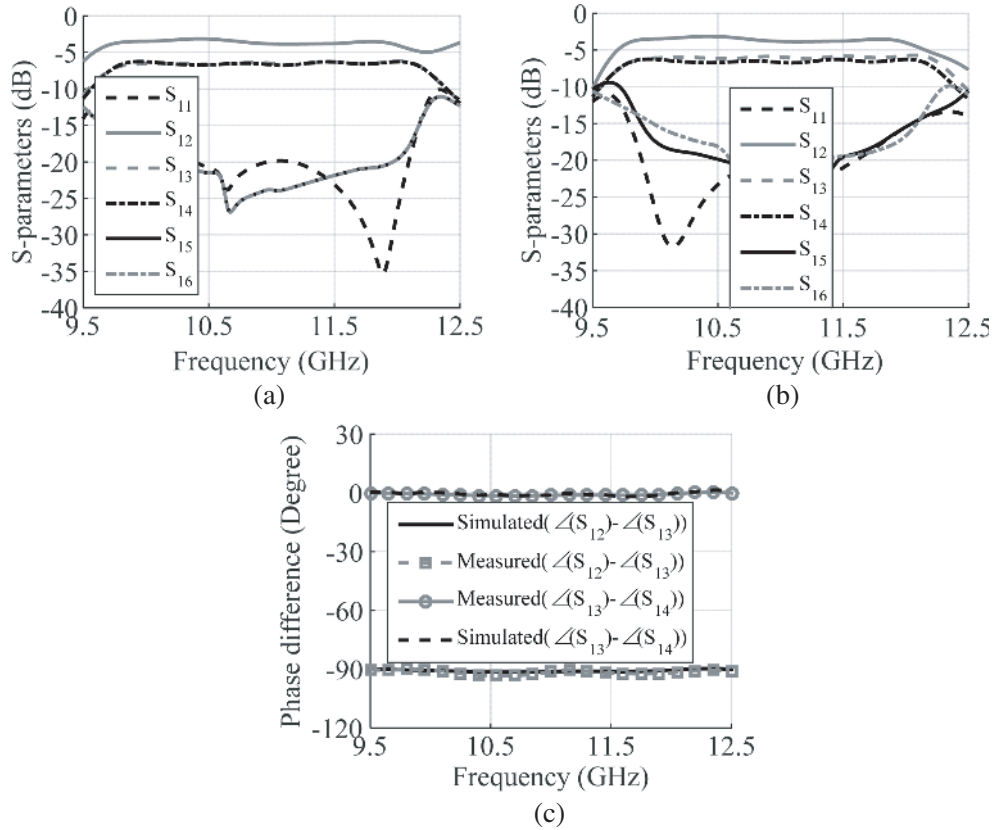 0
-5
-10
-15
-20
-25
-30
-35
-40
S-parameters (dB)
S11
S12
S13
S14
S15
S16
9.5 10.5 11.5 12.5
Frequency (GHz)
(a)
0
-5
-10
-15
-20
-25
-30
-35
-40
S-parameters (dB)
S11
S12
S13
S14
S15
S16
9.5 10.5 11.5 12.5
Frequency (GHz)
(b)
30
0
-30
-60
-90
-120
Phase difference (Degree)
Simulated(∠(S12)-∠(S13))
Measured(∠(S12)-∠(S13))
Measured(∠(S13)-∠(S14))
Simulated(∠(S13)-∠(S14))
9.5 10.5 11.5 12.5
Frequency (GHz)
(c)